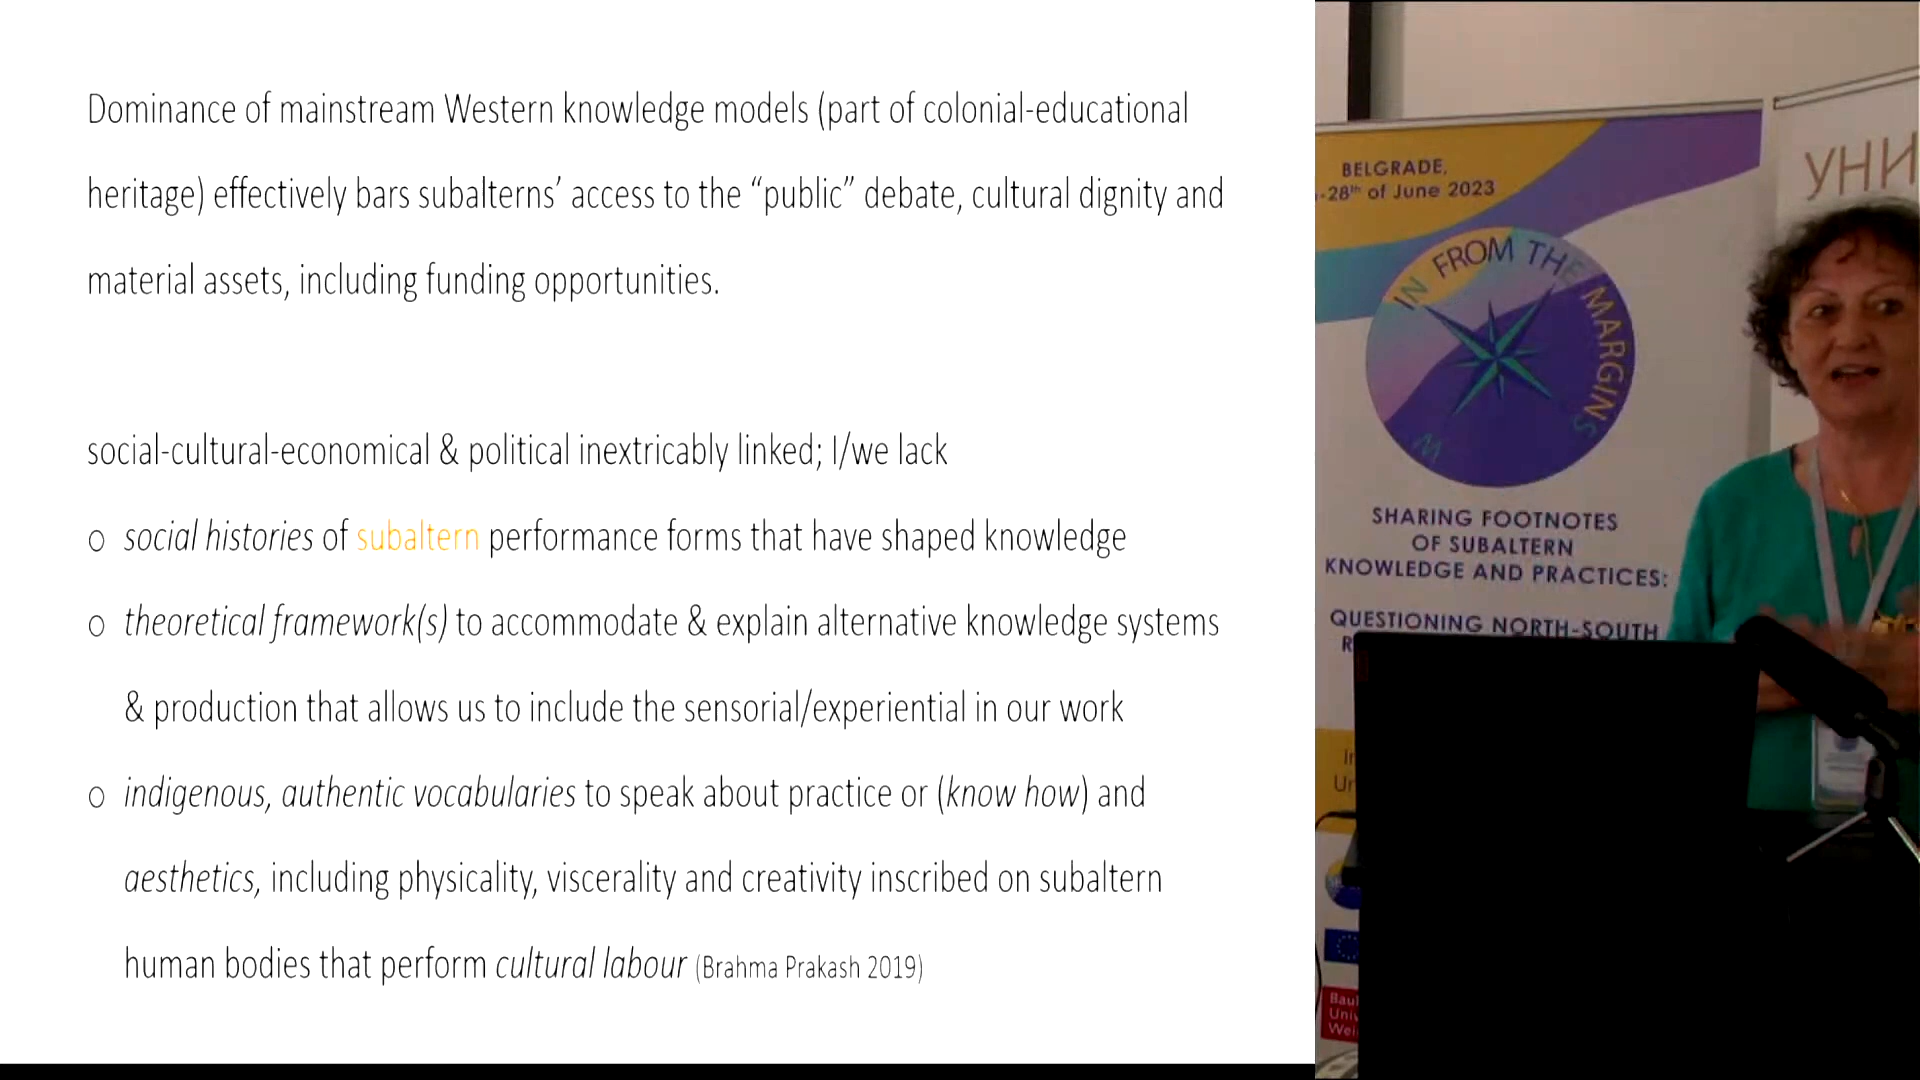 Dominance of mainstream Western knowledge models (part of colonial-educational
heritage) effectively bars subalterns’ access to the “public” debate, cultural dignity and
material assets, including funding opportunities.
social-cultural-economical & political inextricably linked; I/we lack
o social histories of subaltern performance forms that have shaped knowledge
o theoretical framework(s) to accommodate & explain alternative knowledge systems
& production that allows us to include the sensorial/experiential in our work
o indigenous, authentic vocabularies to speak about practice or (know how) and
aesthetics, including physicality, viscerality and creativity inscribed on subaltern
human bodies that perform cultural labour (Brahma Prakash 2019)
BELGRADE,
-28th of June 2023
IN FROM THE MARGINS
SHARING FOOTNOTES
OF SUBALTERN
KNOWLEDGE AND PRACTICES:
QUESTIONING NORTH-SOUTH
УНИ
Bau
Uni
Wei